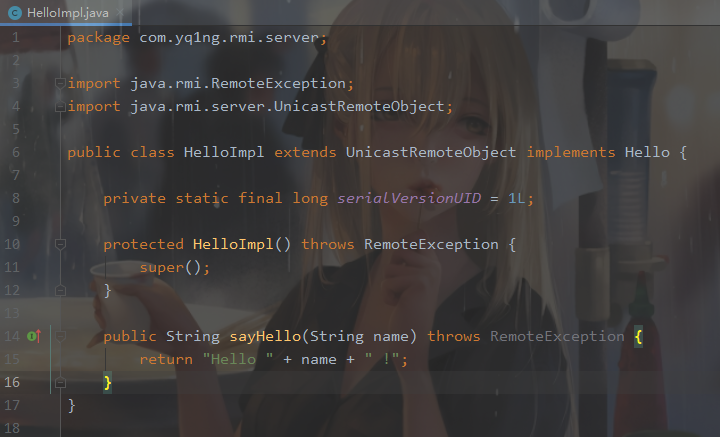 HelloImpl.java
1 package com.yq1ng.rmi.server;
2
3 import java.rmi.RemoteException;
4 import java.rmi.server.UnicastRemoteObject;
5
6 public class HelloImpl extends UnicastRemoteObject implements Hello {
7
8 private static final long serialVersionUID = 1L;
9
10 protected HelloImpl() throws RemoteException {
11 super();
12 }
13
14 public String sayHello(String name) throws RemoteException {
15 return "Hello " + name + " !";
16 }
17 }
18